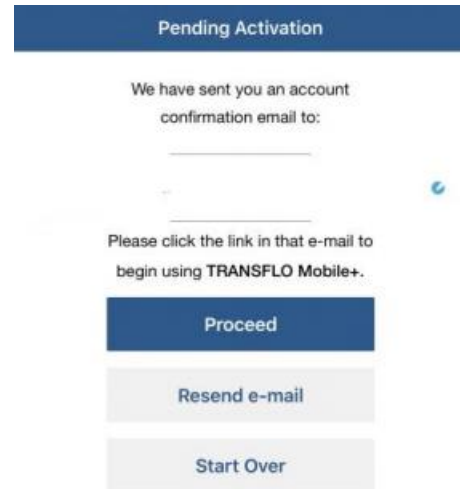 Pending Activation
We have sent you an account
confirmation email to:
Please click the link in that e-mail to
begin using TRANSFLO Mobile+.
Proceed
Resend e-mail
Start Over